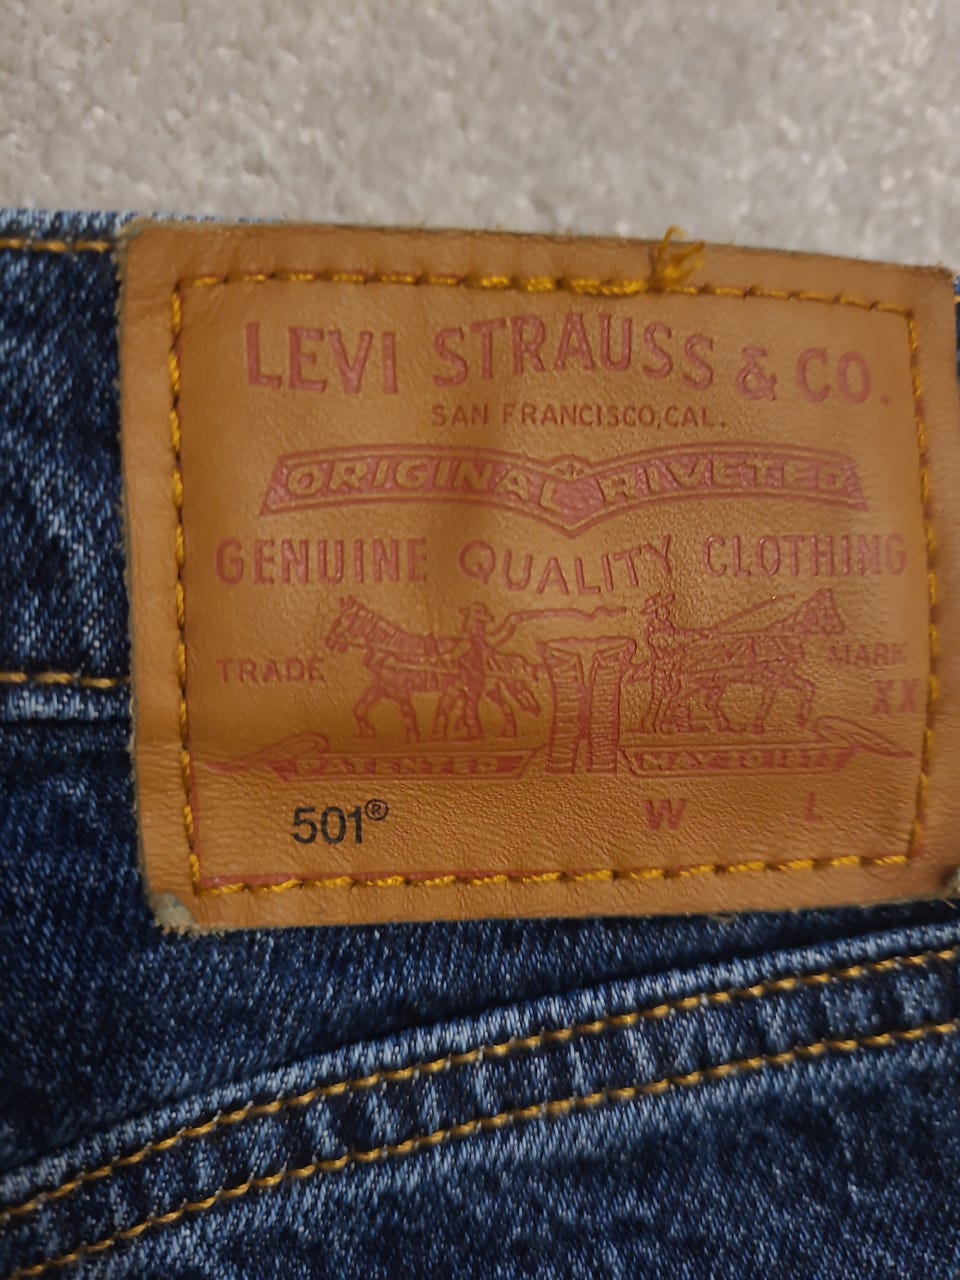 LEVI STRAUSS & CO.
SAN FRANCISCO, CAL.
ORIGINAL RIVETED
GENUINE QUALITY CLOTHING
TRADE MARK
XX
PATENTED MAY 20 1873
501® W L